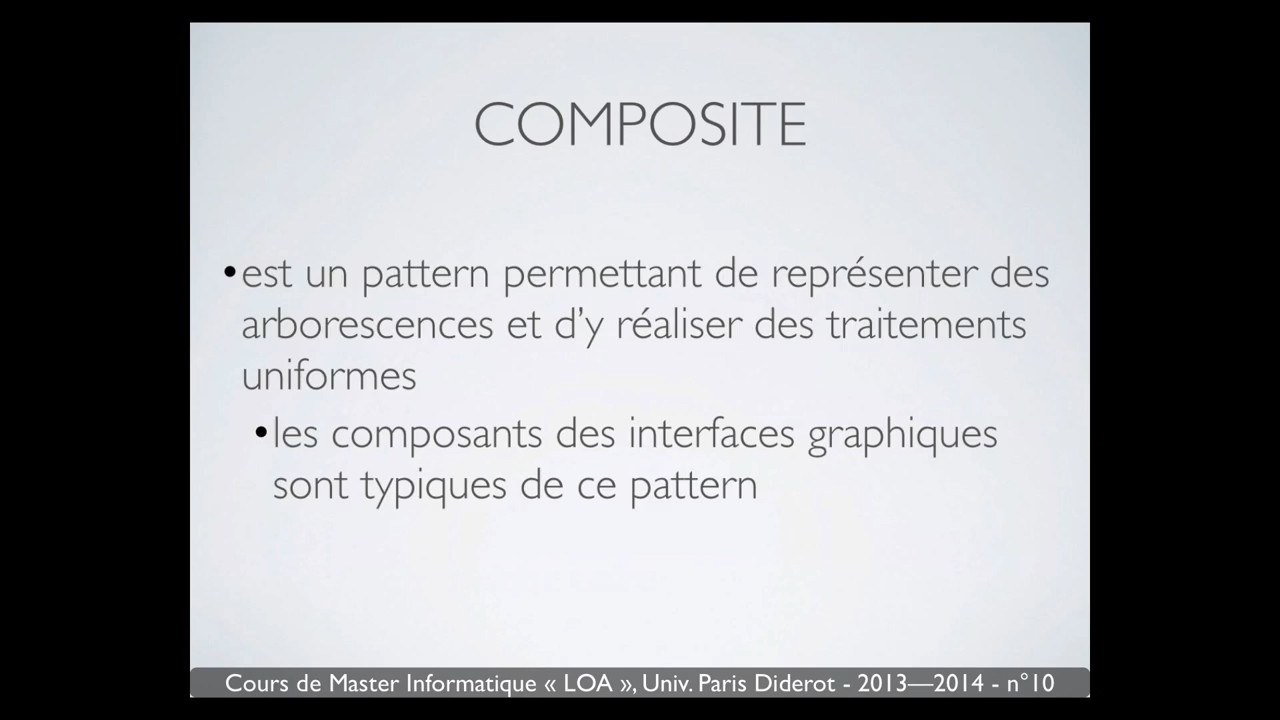 COMPOSITE
•est un pattern permettant de représenter des
arborescences et d’y réaliser des traitements
uniformes
•les composants des interfaces graphiques
sont typiques de ce pattern
Cours de Master Informatique « LOA », Univ. Paris Diderot - 2013—2014 - n°10